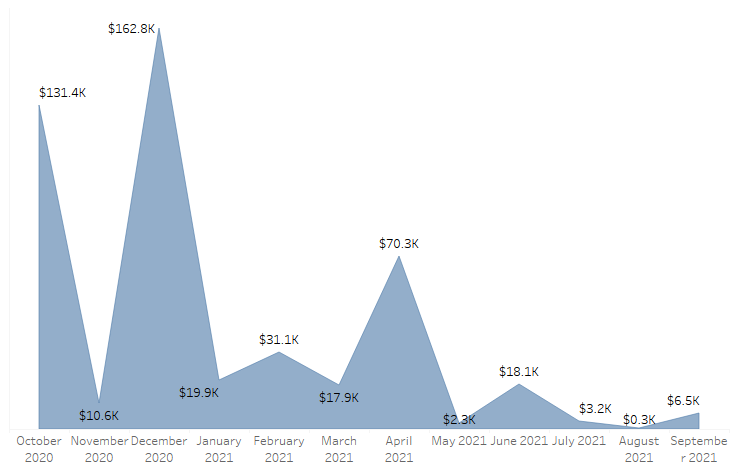 $162.8K
$131.4K
$70.3K
$31.1K
$18.1K
$19.9K
$17.9K
$6.5K
$3.2K
$10.6K
$2.3K
$0.3K
October November December January February March April May 2021 June 2021 July 2021 August Septembe
2020 2020 2020 2021 2021 2021 2021 2021 r 2021